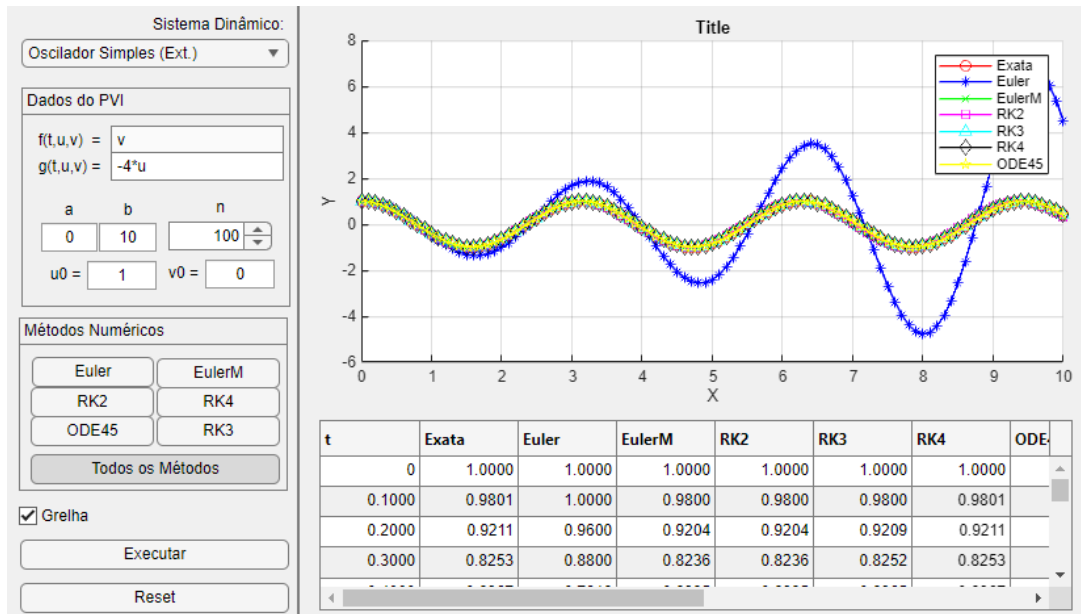 Sistema Dinâmico:
Oscilador Simples (Ext.)
Dados do PVI
f(t,u,v) = v
g(t,u,v) = -4*u
a b n
0 10 100
u0 = 1 v0 = 0
Métodos Numéricos
Euler EulerM
RK2 RK4
ODE45 RK3
Todos os Métodos
Grelha
Executar
Reset
Title
8
6
4
2
0
-2
-4
-6
Y
0 1 2 3 4 5 6 7 8 9 10
X
Exata
Euler
EulerM
RK2
RK3
RK4
ODE45
t Exata Euler EulerM RK2 RK3 RK4
0 1.0000 1.0000 1.0000 1.0000 1.0000 1.0000
0.1000 0.9801 1.0000 0.9800 0.9800 0.9800 0.9801
0.2000 0.9211 0.9600 0.9204 0.9204 0.9209 0.9211
0.3000 0.8253 0.8800 0.8236 0.8236 0.8252 0.8253